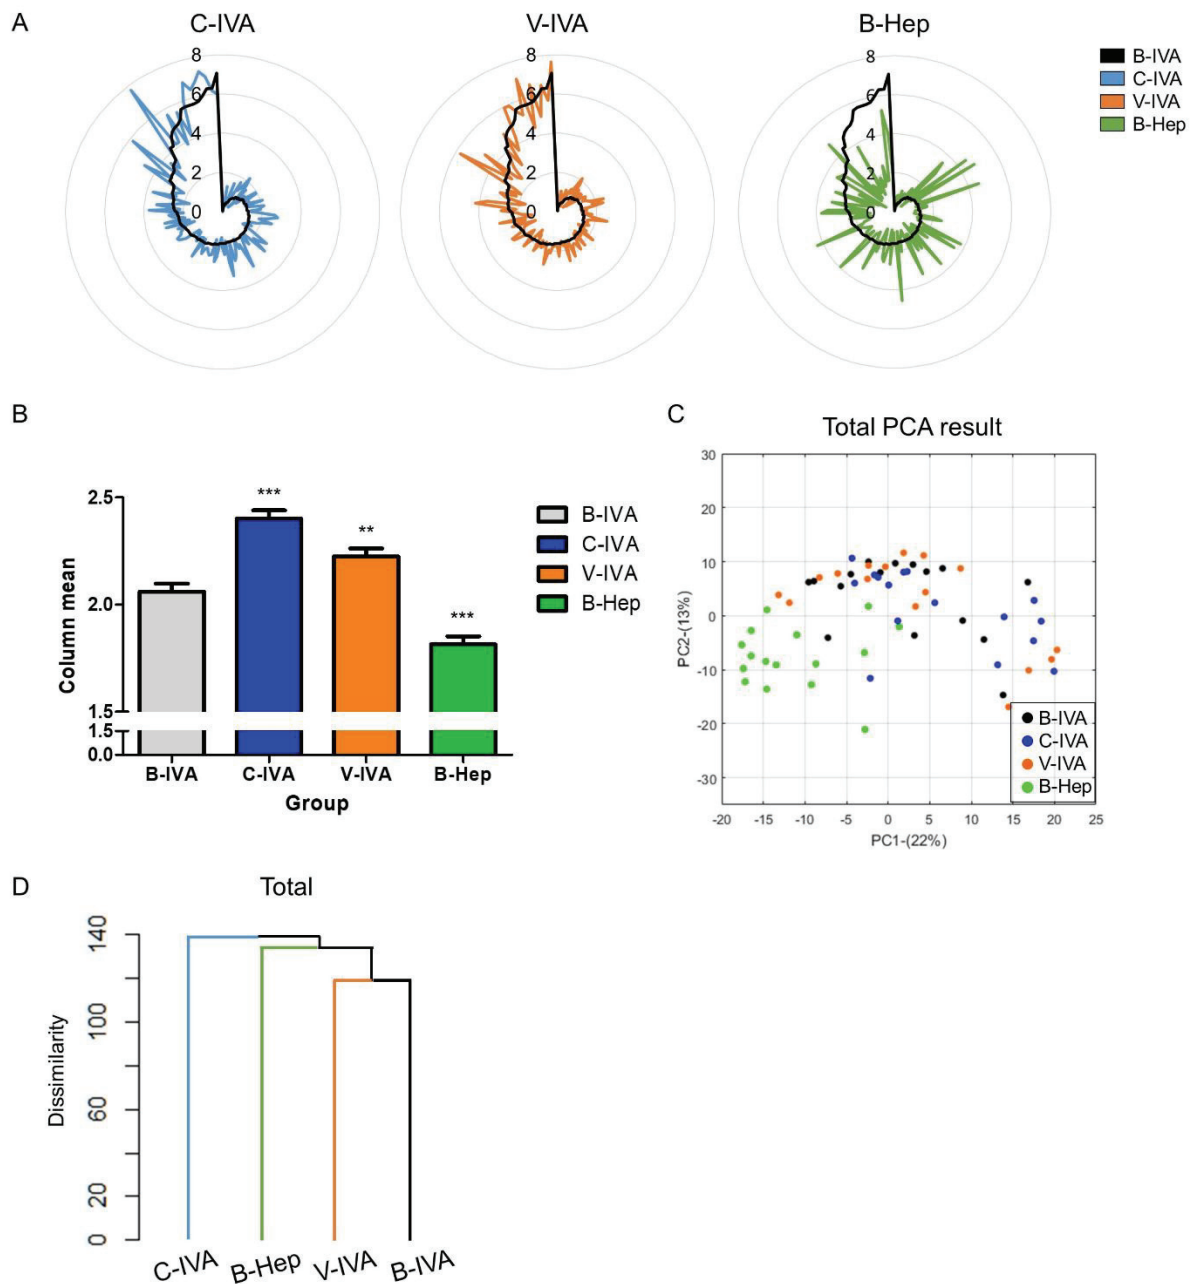 A
C-IVA
V-IVA
B-Hep
8
6
4
2
0
8
6
4
2
0
8
6
4
2
0
B-IVA
C-IVA
V-IVA
B-Hep
B
2.5
2.0
1.5
1.5
0.0
Column mean
***
**
***
B-IVA
C-IVA
V-IVA
B-Hep
Group
B-IVA
C-IVA
V-IVA
B-Hep
C
Total PCA result
30
20
10
0
-10
-20
-30
PC2-(13%)
-20 -15 -10 -5 0 5 10 15 20 25
PC1-(22%)
B-IVA
C-IVA
V-IVA
B-Hep
D
Total
140
100
60
20
0
Dissimilarity
C-IVA
B-Hep
V-IVA
B-IVA